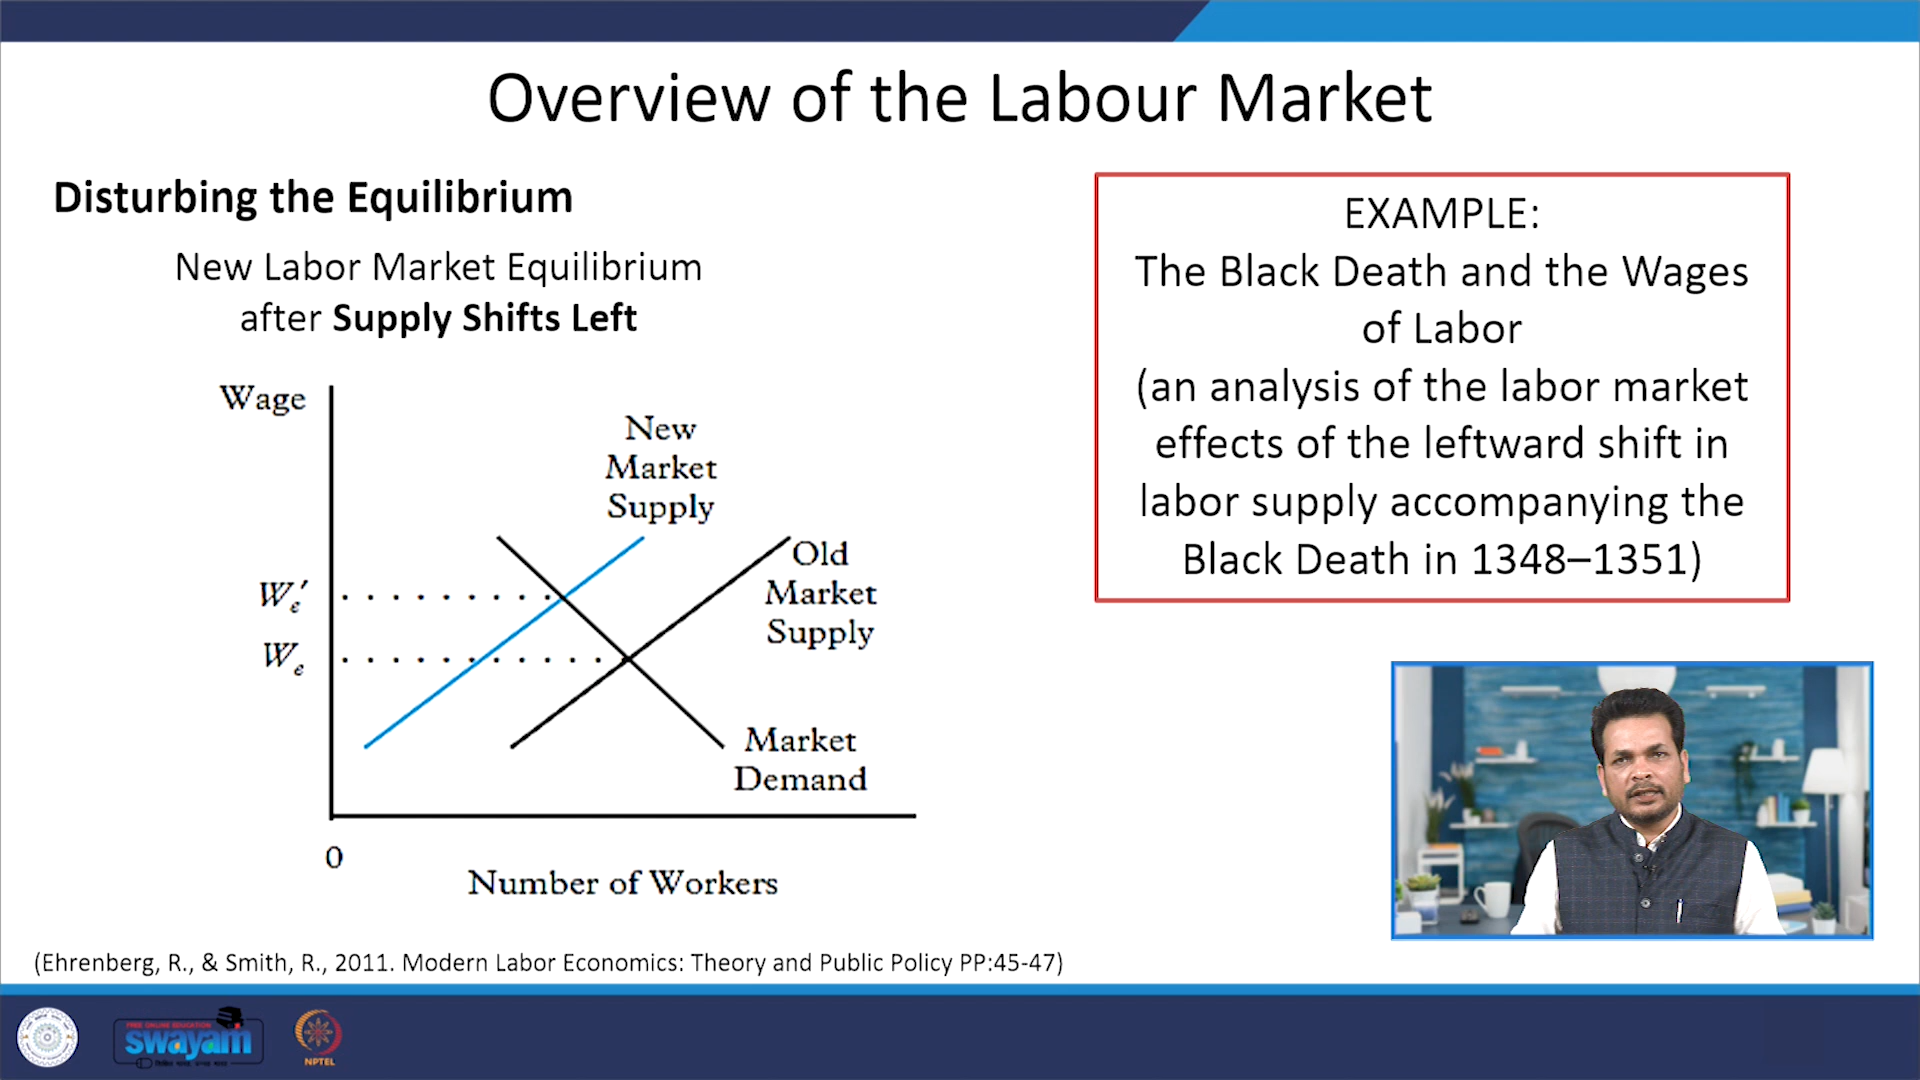 Overview of the Labour Market
Disturbing the Equilibrium
New Labor Market Equilibrium
after Supply Shifts Left
Wage
New
Market
Supply
Old
Market
Supply
W′e
We
Market
Demand
0
Number of Workers
EXAMPLE:
The Black Death and the Wages
of Labor
(an analysis of the labor market
effects of the leftward shift in
labor supply accompanying the
Black Death in 1348–1351)
(Ehrenberg, R., & Smith, R., 2011. Modern Labor Economics: Theory and Public Policy PP:45-47)
FREE ONLINE EDUCATION
swayam
NPTEL